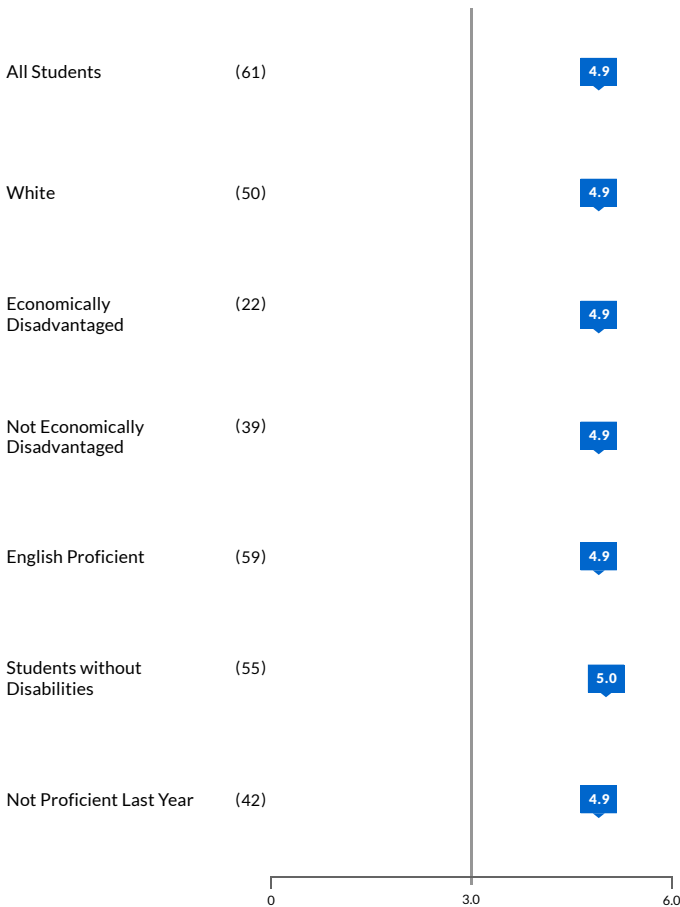 All Students (61) 4.9
White (50) 4.9
Economically (22)
Disadvantaged
4.9
Not Economically (39)
Disadvantaged
4.9
English Proficient (59) 4.9
Students without (55)
Disabilities
5.0
Not Proficient Last Year (42) 4.9
0 3.0 6.0